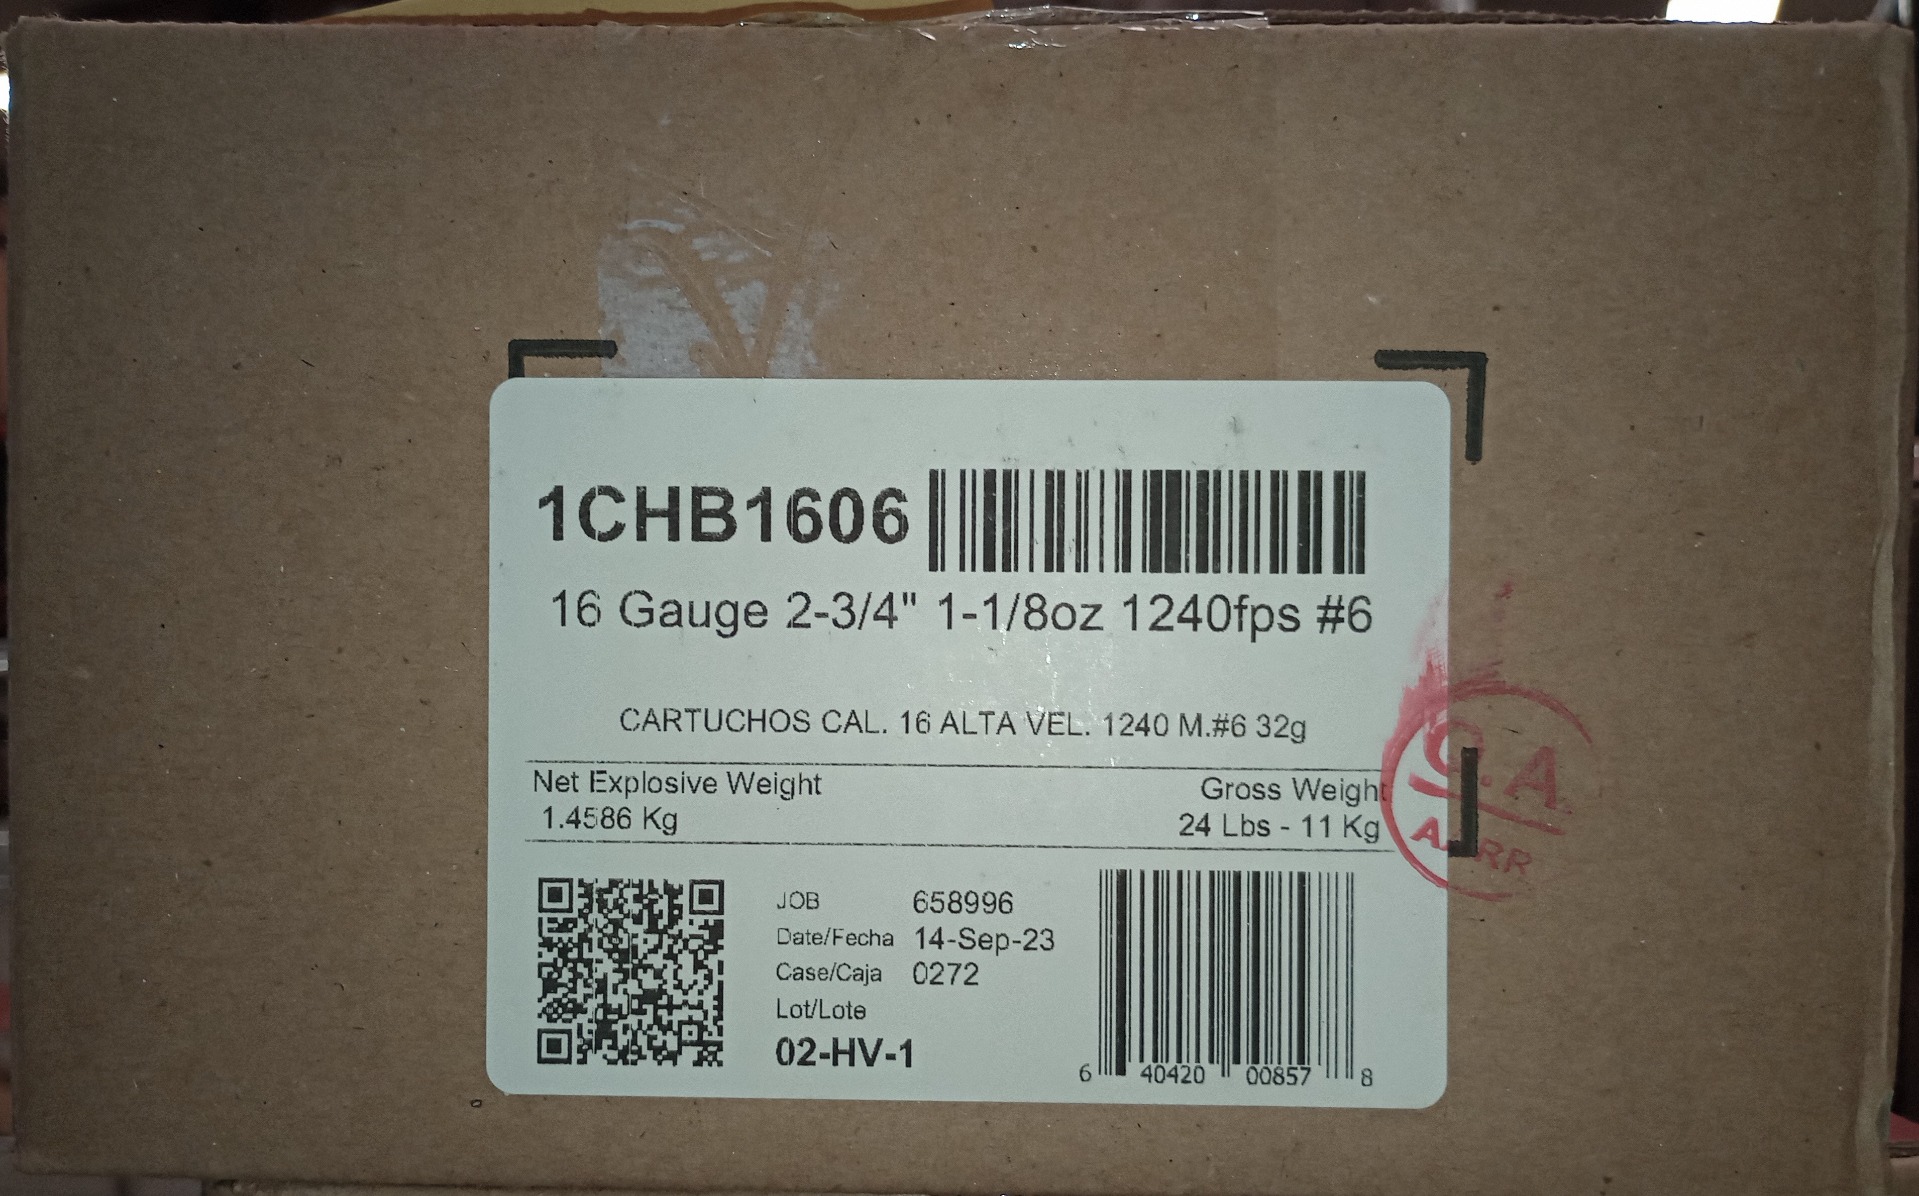 1CHB1606
16 Gauge 2-3/4" 1-1/8oz 1240fps #6
CARTUCHOS CAL. 16 ALTA VEL. 1240 M.#6 32g
Net Explosive Weight
1.4586 Kg
Gross Weight
24 Lbs - 11 Kg
JOB 658996
Date/Fecha 14-Sep-23
Case/Caja 0272
Lot/Lote
02-HV-1
6 40420 00857 8